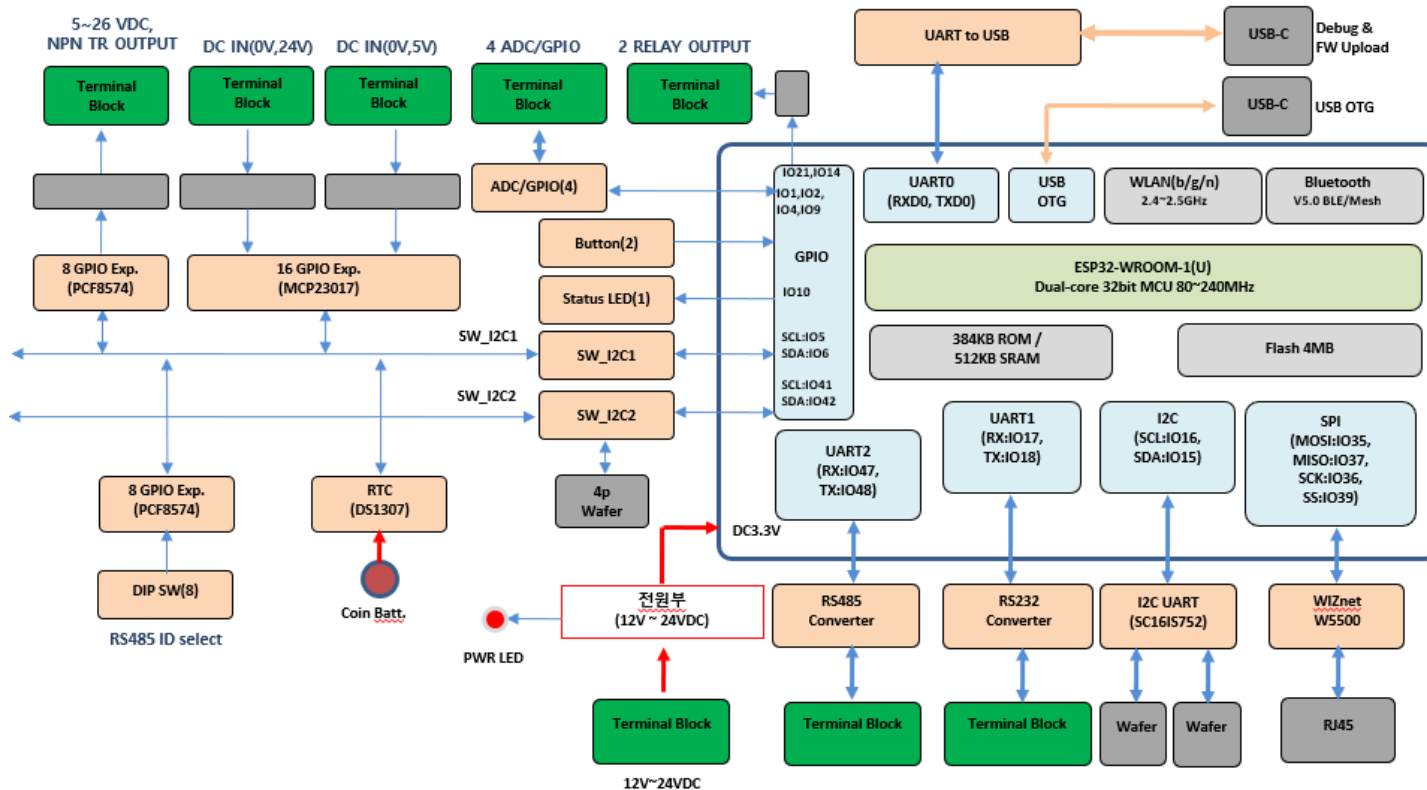 5~26 VDC,
NPN TR OUTPUT
DC IN(0V,24V)
DC IN(0V,5V)
4 ADC/GPIO
2 RELAY OUTPUT
Terminal
Block
Terminal
Block
Terminal
Block
Terminal
Block
Terminal
Block
UART to USB
USB-C
Debug &
FW Upload
USB-C
USB OTG
ADC/GPIO(4)
IO21,IO14
IO1,IO2,
IO4,IO9
GPIO
IO10
SCL:IO5
SDA:IO6
SCL:IO41
SDA:IO42
UART0
(RXD0, TXD0)
USB
OTG
WLAN(b/g/n)
2.4~2.5GHz
Bluetooth
V5.0 BLE/Mesh
Button(2)
8 GPIO Exp.
(PCF8574)
16 GPIO Exp.
(MCP23017)
Status LED(1)
ESP32-WROOM-1(U)
Dual-core 32bit MCU 80~240MHz
SW_I2C1
SW_I2C1
384KB ROM /
512KB SRAM
Flash 4MB
SW_I2C2
SW_I2C2
UART2
(RX:IO47,
TX:IO48)
UART1
(RX:IO17,
TX:IO18)
I2C
(SCL:IO16,
SDA:IO15)
SPI
(MOSI:IO35,
MISO:IO37,
SCK:IO36,
SS:IO39)
8 GPIO Exp.
(PCF8574)
RTC
(DS1307)
4p
Wafer
DC3.3V
DIP SW(8)
RS485 ID select
Coin Batt.
PWR LED
전원부
(12V ~ 24VDC)
RS485
Converter
RS232
Converter
I2C UART
(SC16IS752)
WIZnet
W5500
Terminal Block
Terminal Block
Terminal Block
Wafer
Wafer
RJ45
12V~24VDC